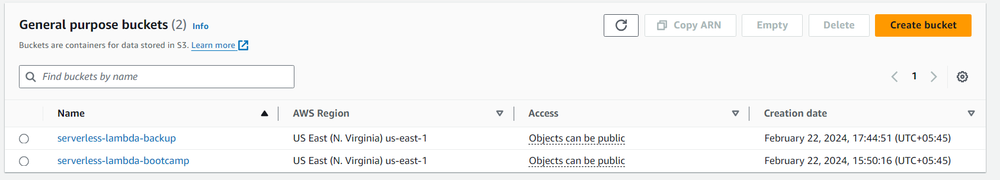 General purpose buckets (2) Info
Copy ARN
Empty
Delete
Create bucket
Buckets are containers for data stored in S3. Learn more
Find buckets by name
1
Name AWS Region Access Creation date
serverless-lambda-backup US East (N. Virginia) us-east-1 Objects can be public February 22, 2024, 17:44:51 (UTC+05:45)
serverless-lambda-bootcamp US East (N. Virginia) us-east-1 Objects can be public February 22, 2024, 15:50:16 (UTC+05:45)